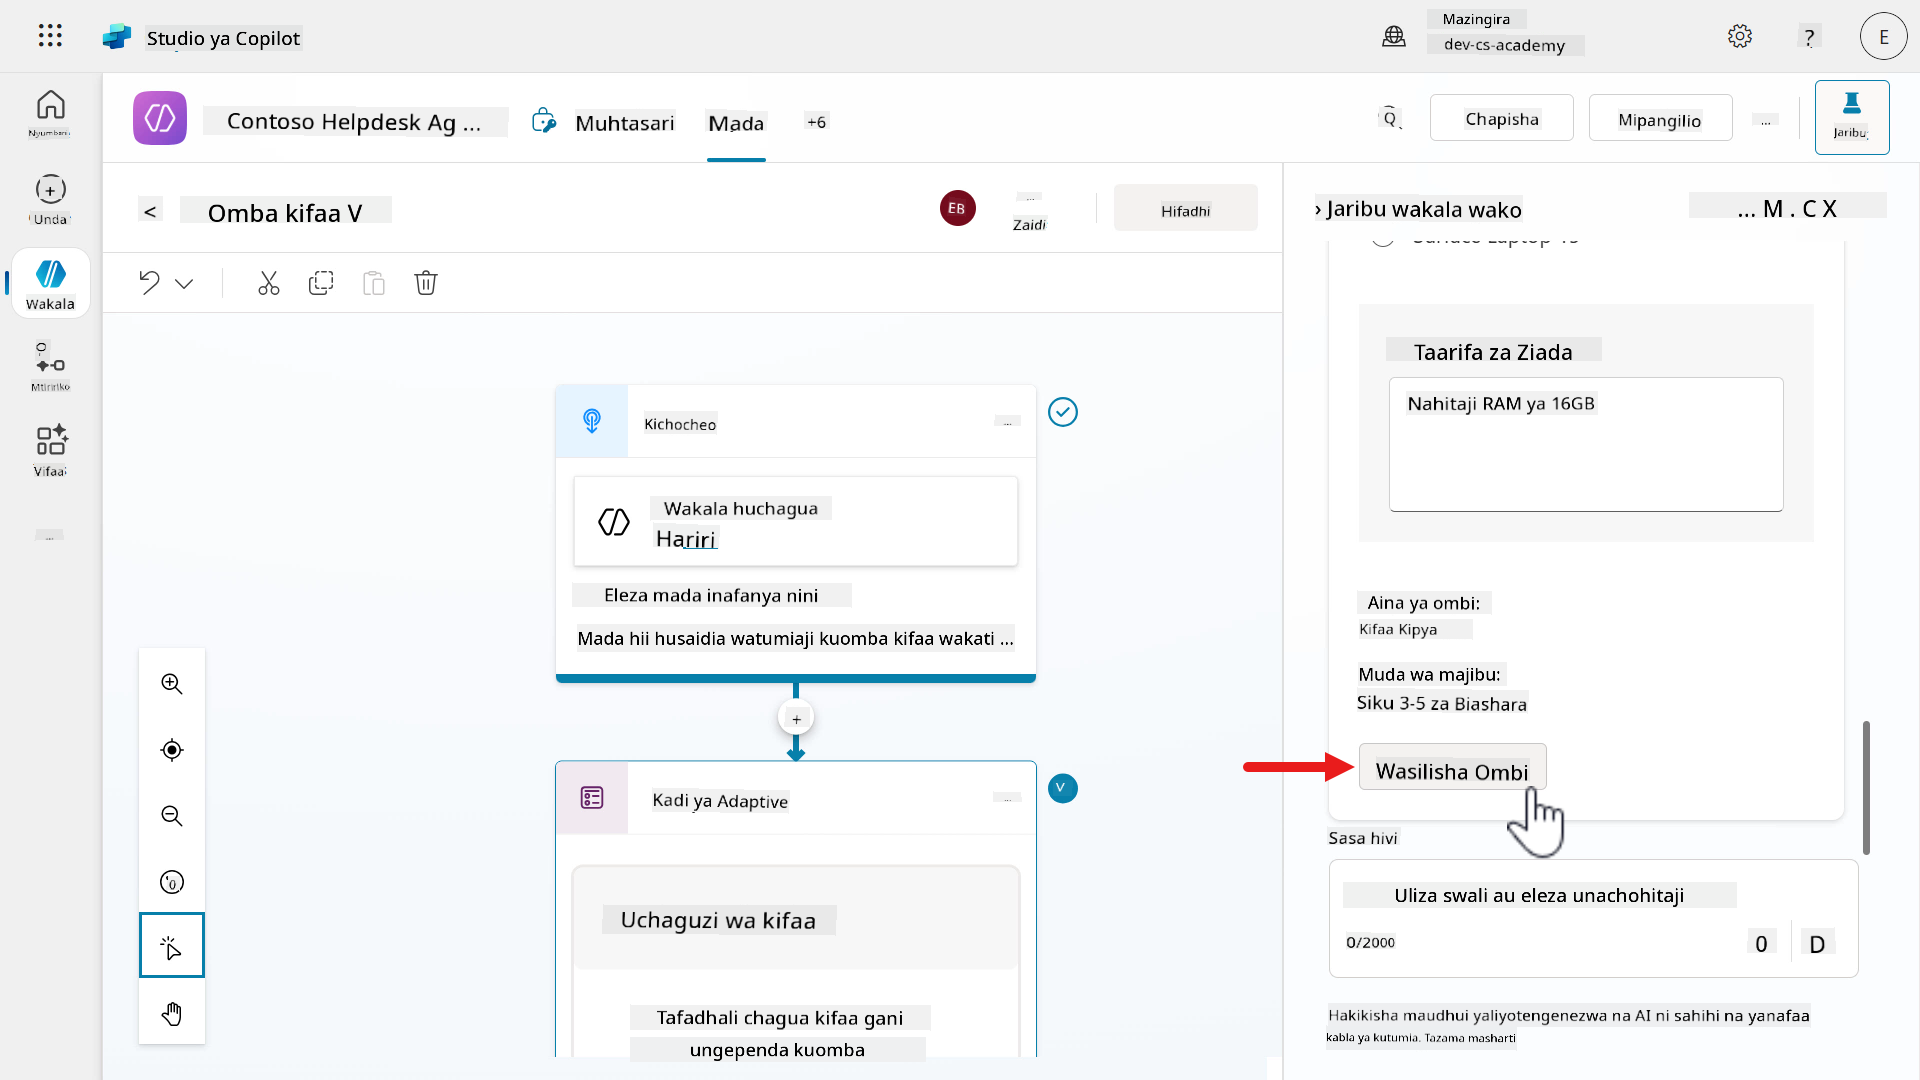 Studio ya Copilot
Mazingira
dev-cs-academy
?
E
Nyumbani
Unda
Wakala
Mtiririko
Vifaa
...
Contoso Helpdesk Ag ...
Muhtasari
Mada
+6
Chapisha
Mipangilio
...
Jaribu
<
Omba kifaa V
EB
...
Zaidi
Hifadhi
Kichocheo
...
Wakala huchagua
Hariri
Eleza mada inafanya nini
Mada hii husaidia watumiaji kuomba kifaa wakati ...
+
Kadi ya Adaptive
...
V
Uchaguzi wa kifaa
Tafadhali chagua kifaa gani
ungependa kuomba
› Jaribu wakala wako
... M . C X
Taarifa za Ziada
Nahitaji RAM ya 16GB
Aina ya ombi:
Kifaa Kipya
Muda wa majibu:
Siku 3-5 za Biashara
Wasilisha Ombi
Sasa hivi
Uliza swali au eleza unachohitaji
0/2000
0
D
Hakikisha maudhui yaliyotengenezwa na AI ni sahihi na yanafaa
kabla ya kutumia. Tazama masharti